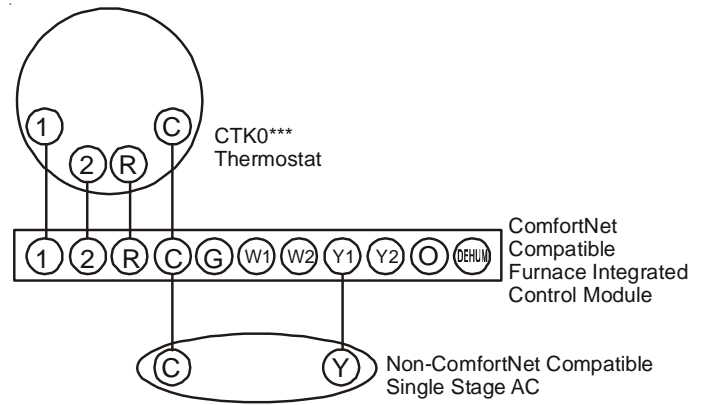 1 C
CTK0***
2 R
Thermostat
ComfortNet
Compatible
Furnace Integrated
Control Module
1 2 R C G W1 W2 Y1 Y2 O DEHUM
C Y
Non-ComfortNet Compatible
Single Stage AC